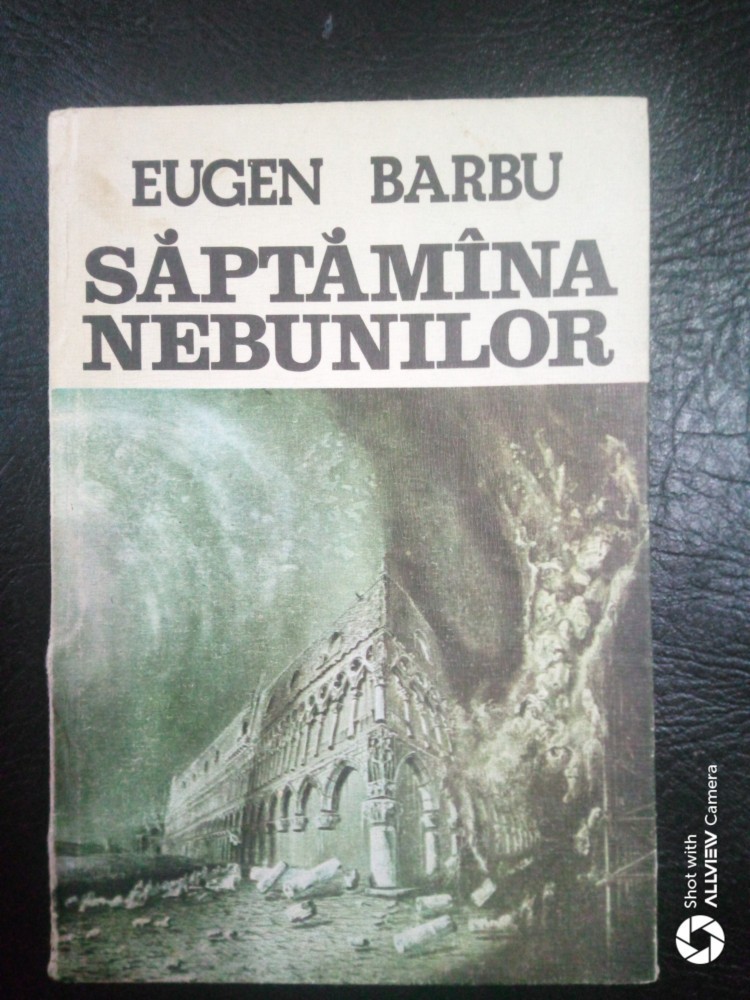 EUGEN BARBU
SĂPTĂMÎNA
NEBUNILOR
Shot with
ALLVIEW Camera